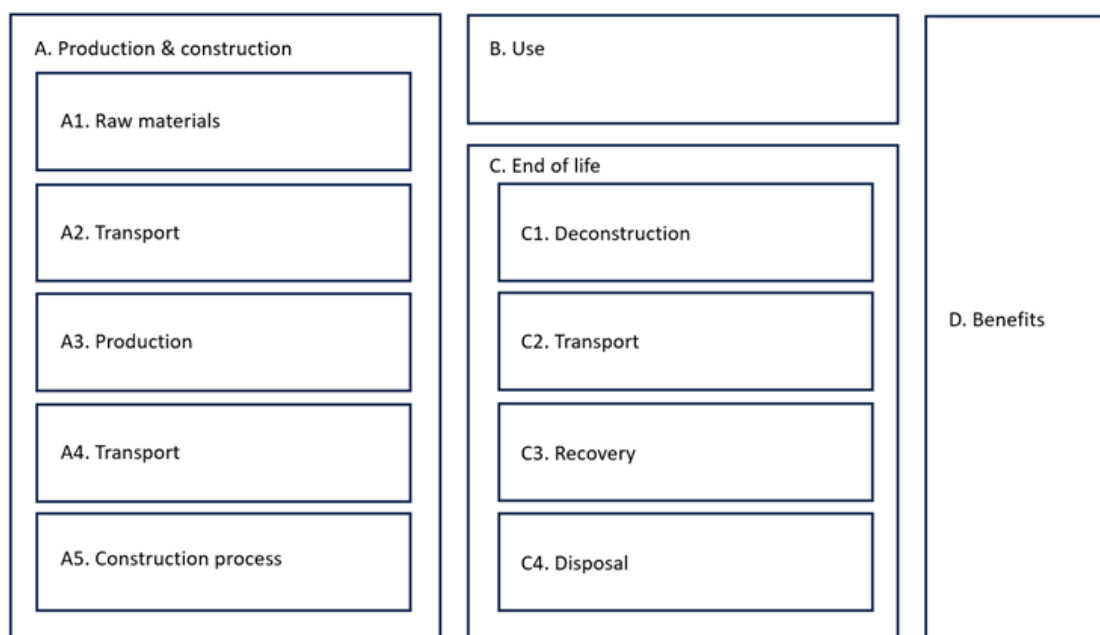 A. Production & construction
A1. Raw materials
A2. Transport
A3. Production
A4. Transport
A5. Construction process
B. Use
C. End of life
C1. Deconstruction
C2. Transport
C3. Recovery
C4. Disposal
D. Benefits